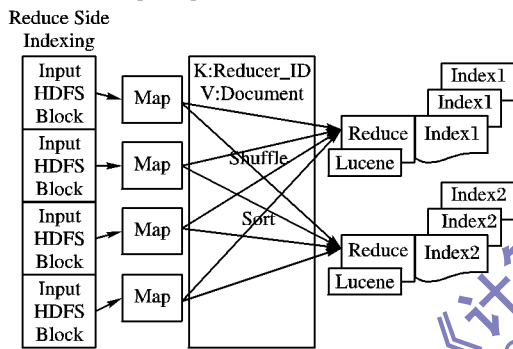 Reduce Side
Indexing
Input
HDFS
Block
Input
HDFS
Block
Input
HDFS
Block
Input
HDFS
Block
Map
Map
Map
Map
K:Reducer_ID
V:Document
Shuffle
Sort
Reduce
Lucene
Index1
Index1
Index1
Reduce
Lucene
Index2
Index2
Index2
《计